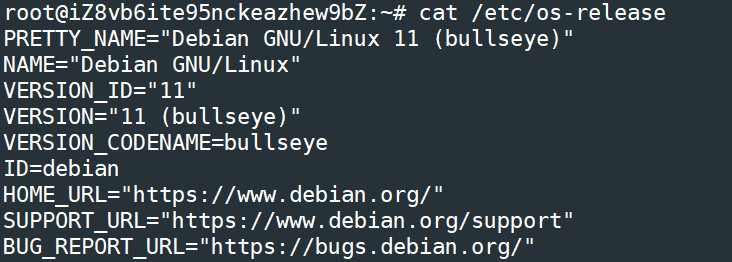 root@iZ8vb6ite95nckeazhew9bZ:~# cat /etc/os-release
PRETTY_NAME="Debian GNU/Linux 11 (bullseye)"
NAME="Debian GNU/Linux"
VERSION_ID="11"
VERSION="11 (bullseye)"
VERSION_CODENAME=bullseye
ID=debian
HOME_URL="https://www.debian.org/"
SUPPORT_URL="https://www.debian.org/support"
BUG_REPORT_URL="https://bugs.debian.org/"